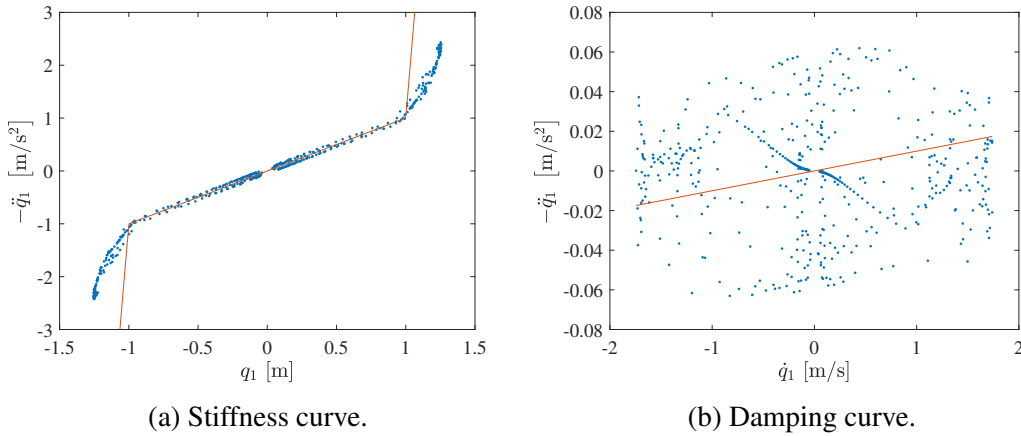 3
2
1
0
-1
-2
-3
-1.5 -1 -0.5 0 0.5 1 1.5
q₁ [m]
−q̈₁ [m/s²]
(a) Stiffness curve.
0.08
0.06
0.04
0.02
0
-0.02
-0.04
-0.06
-0.08
-2 -1 0 1 2
q̇₁ [m/s]
−q̈₁ [m/s²]
(b) Damping curve.